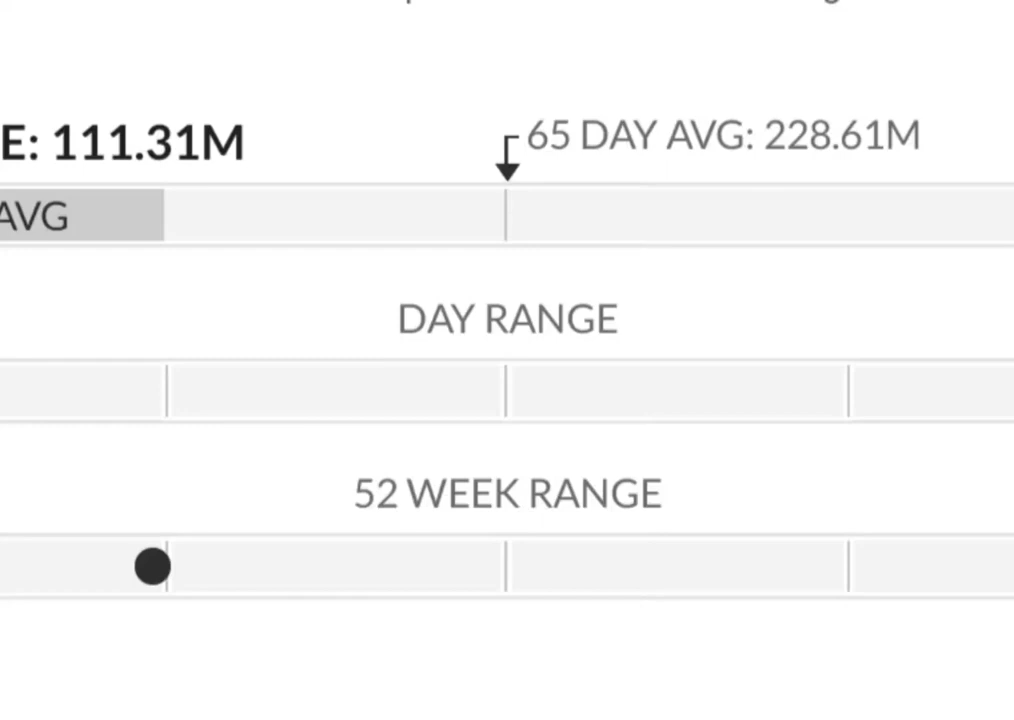 E: 111.31M
65 DAY AVG: 228.61M
AVG
DAY RANGE
52 WEEK RANGE